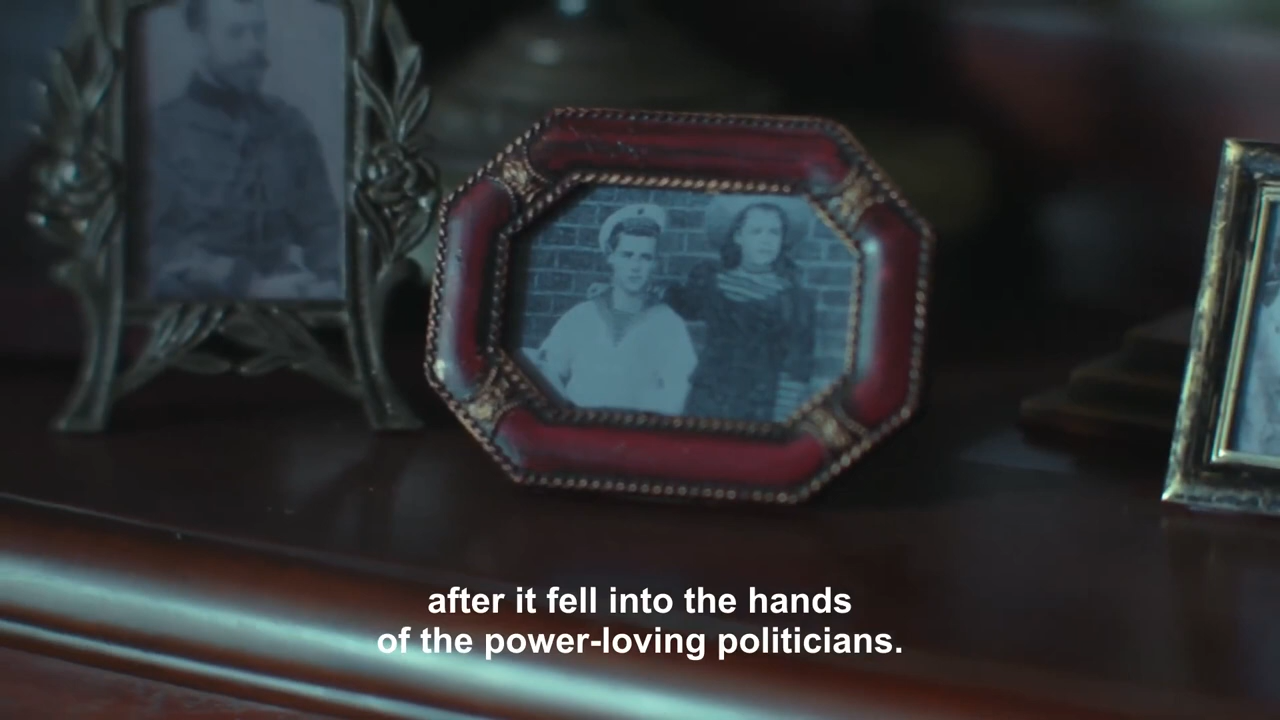 after it fell into the hands
of the power-loving politicians.